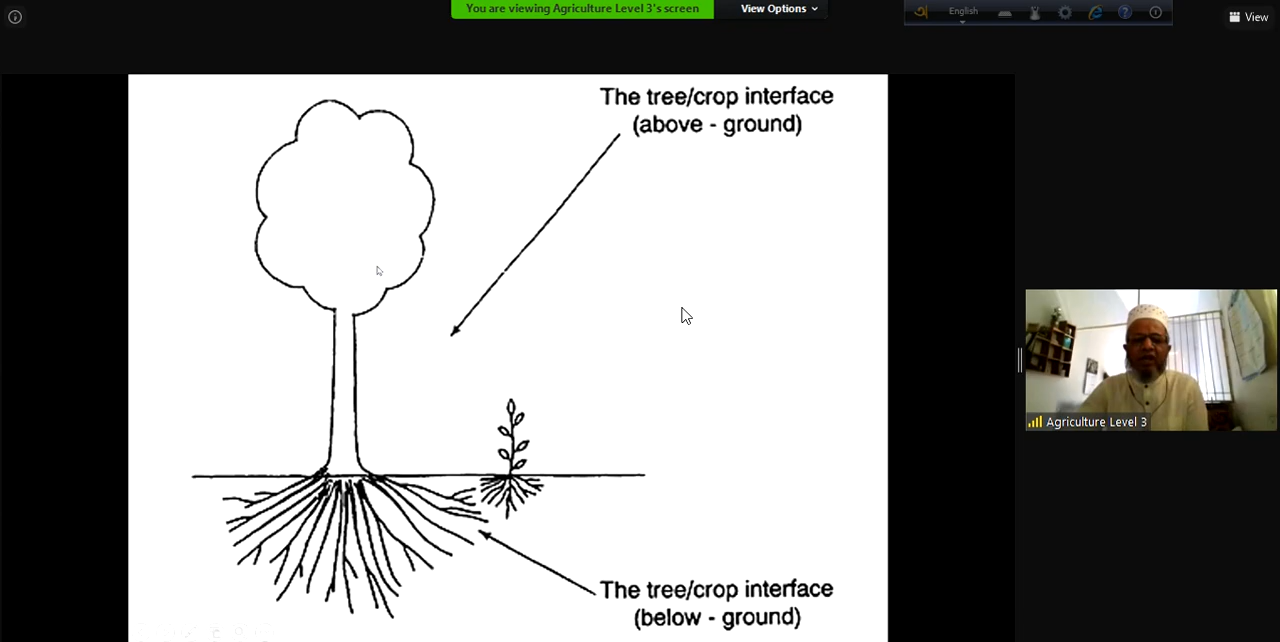 You are viewing Agriculture Level 3's screen
View Options
অ
English
View
The tree/crop interface
(above - ground)
Agriculture Level 3
The tree/crop interface
(below - ground)